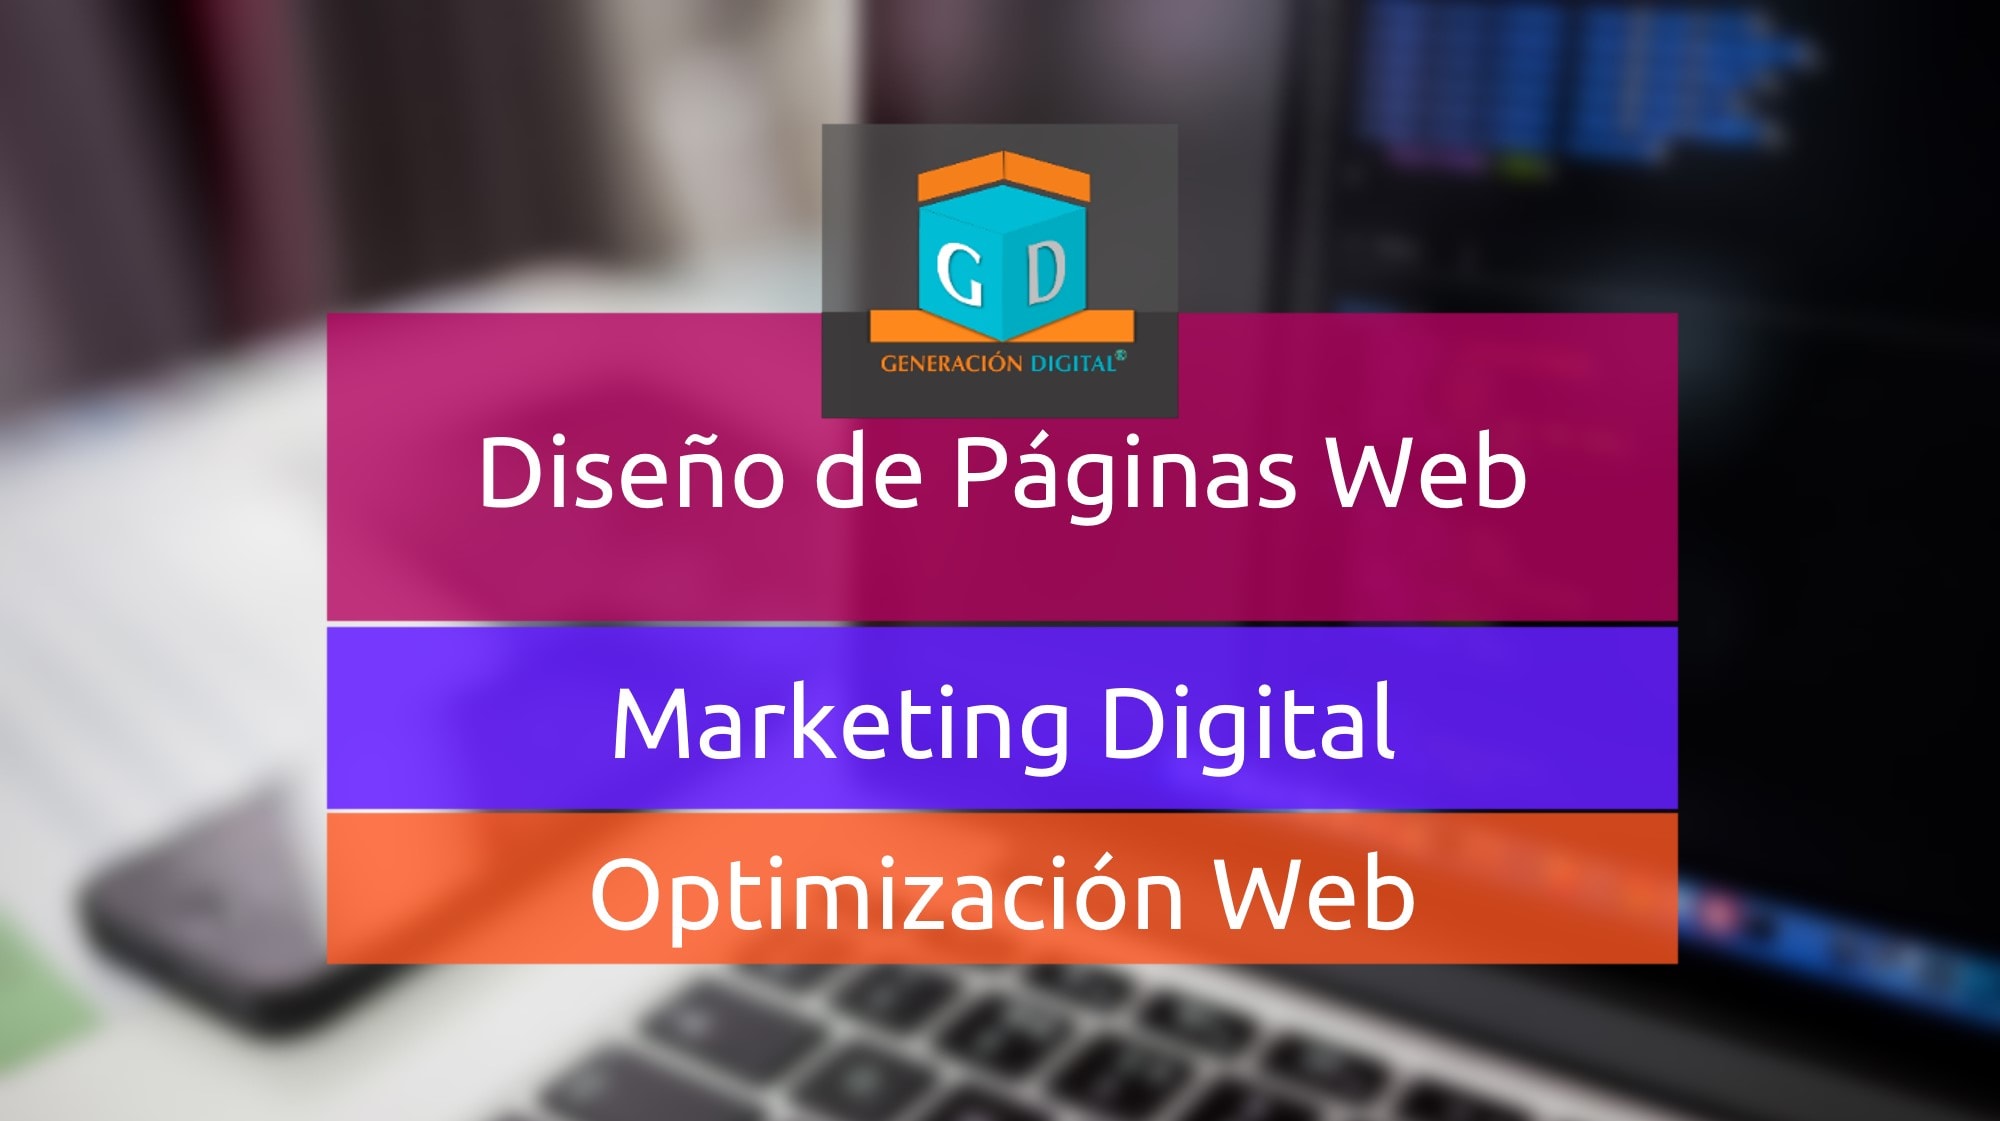 G D
GENERACIÓN DIGITAL®
Diseño de Páginas Web
Marketing Digital
Optimización Web